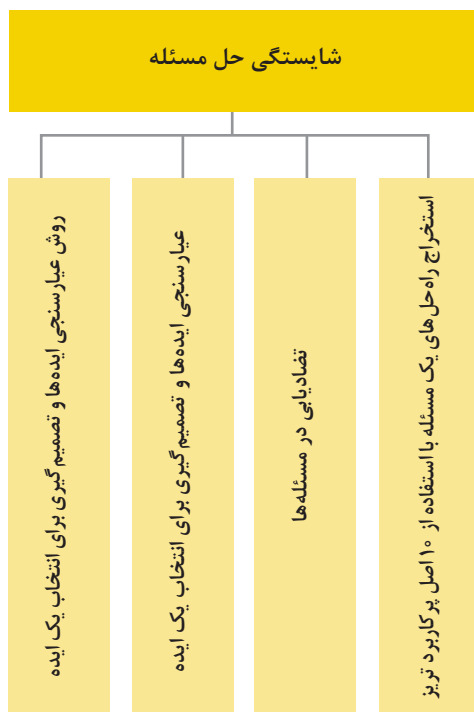 شایستگی حل مسئله
استخراج راه‌حل‌های یک مسئله با استفاده از ۱۰ اصل پرکاربرد تریز
تضادیابی در مسئله‌ها
عیارسنجی ایده‌ها و تصمیم‌گیری برای انتخاب یک ایده
روش عیارسنجی ایده‌ها و تصمیم‌گیری برای انتخاب یک ایده